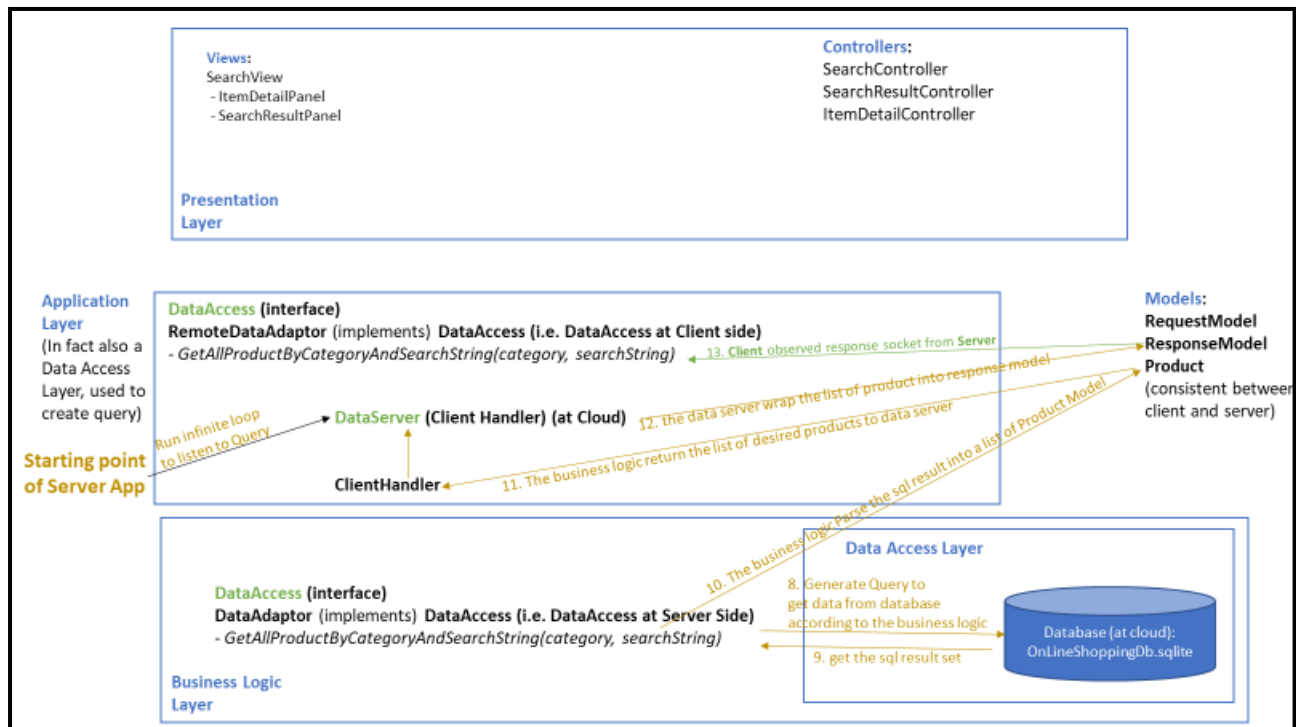 Views:
SearchView
- ItemDetailPanel
- SearchResultPanel
Controllers:
SearchController
SearchResultController
ItemDetailController
Presentation
Layer
Application
Layer
(In fact also a
Data Access
Layer, used to
create query)
DataAccess (interface)
RemoteDataAdaptor (implements) DataAccess (i.e. DataAccess at Client side)
- GetAllProductByCategoryAndSearchString(category, searchString)
13. Client observed response socket from Server
Models:
RequestModel
ResponseModel
Product
(consistent between
client and server)
Run infinite loop
to listen to Query
DataServer (Client Handler) (at Cloud)
12. the data server wrap the list of product into response model
Starting point
of Server App
ClientHandler
11. The business logic return the list of desired products to data server
10. The business logic Parse the sql result into a list of Product Model
Data Access Layer
DataAccess (interface)
DataAdaptor (implements) DataAccess (i.e. DataAccess at Server Side)
- GetAllProductByCategoryAndSearchString(category, searchString)
8. Generate Query to
get data from database
according to the business logic
9. get the sql result set
Database (at cloud):
OnLineShoppingDb.sqlite
Business Logic
Layer